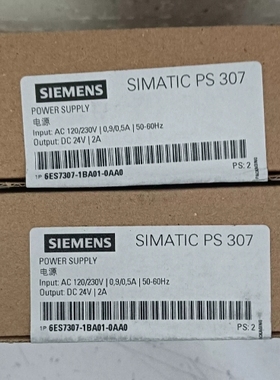 SIEMENS SIMATIC PS 307
POWER SUPPLY
电源
Input: AC 120/230V | 0,9/0,5A | 50-60Hz
Output: DC 24V | 2A
1P 6ES7307-1BA01-0AA0 PS: 2
SIEMENS SIMATIC PS 307
POWER SUPPLY
电源
Input: AC 120/230V | 0,9/0,5A | 50-60Hz
Output: DC 24V | 2A
1P 6ES7307-1BA01-0AA0 PS: 2